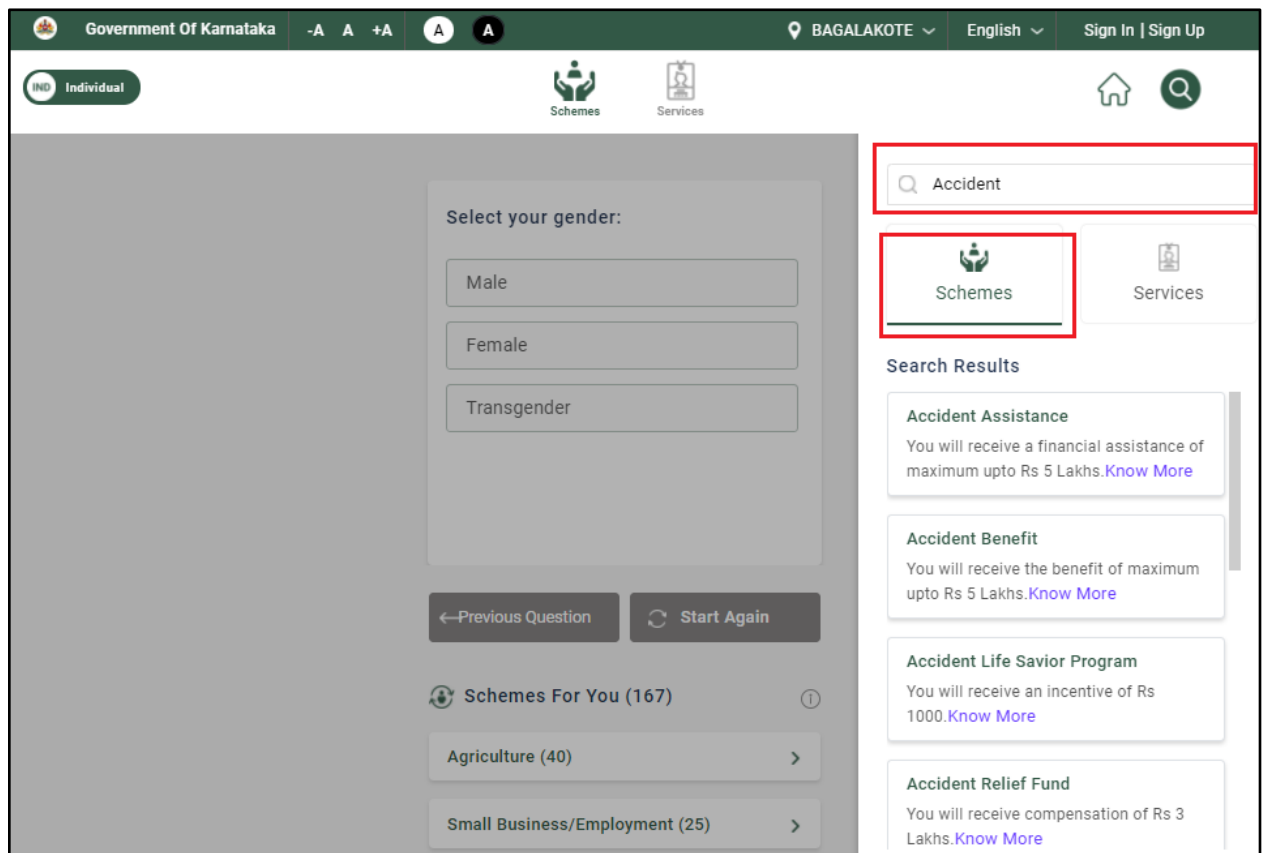 Government Of Karnataka -A A +A A A BAGALAKOTE English Sign In | Sign Up
IND Individual
Schemes Services
Select your gender:
Male
Female
Transgender
Previous Question Start Again
Schemes For You (167)
Agriculture (40)
Small Business/Employment (25)
Accident
Schemes Services
Search Results
Accident Assistance
You will receive a financial assistance of
maximum upto Rs 5 Lakhs.Know More
Accident Benefit
You will receive the benefit of maximum
upto Rs 5 Lakhs.Know More
Accident Life Savior Program
You will receive an incentive of Rs
1000.Know More
Accident Relief Fund
You will receive compensation of Rs 3
Lakhs.Know More